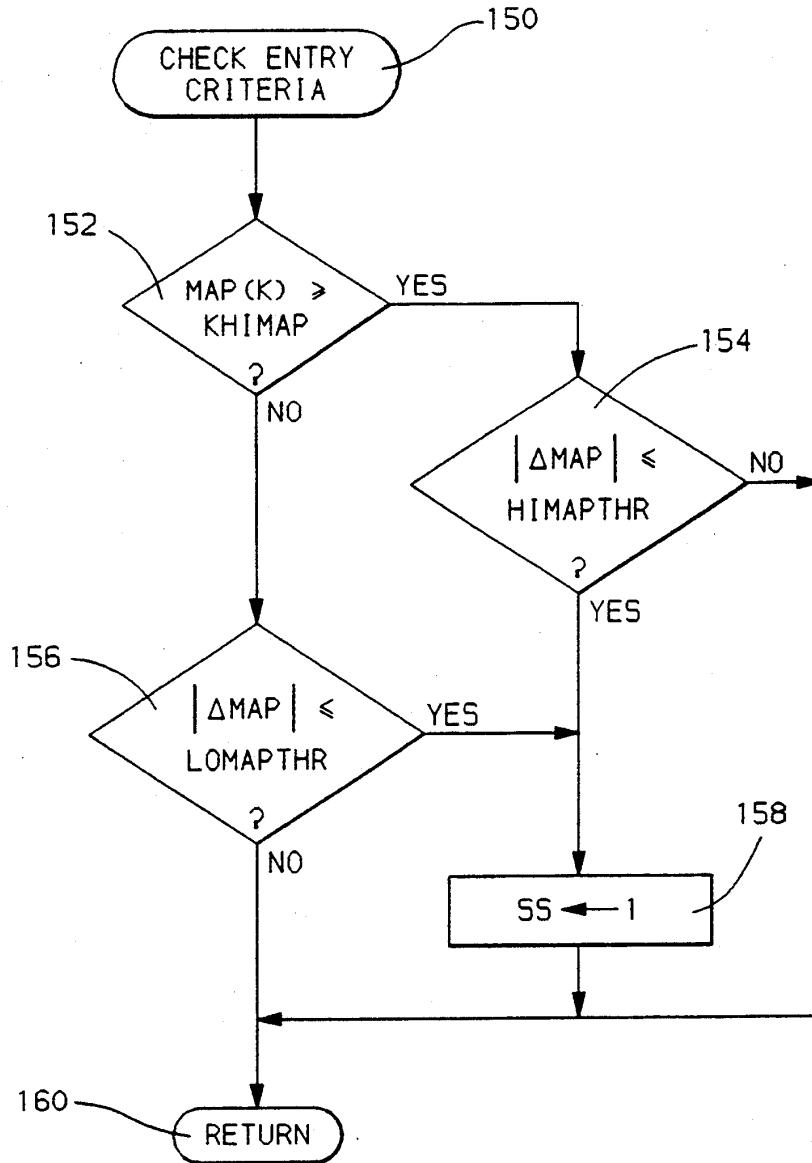 150
CHECK ENTRY
CRITERIA
152
MAP(K) ⩾
KHIMAP
?
YES
NO
154
|ΔMAP| ⩽
HIMAPTHR
?
NO
YES
156
|ΔMAP| ⩽
LOMAPTHR
?
YES
NO
158
SS ← 1
160
RETURN